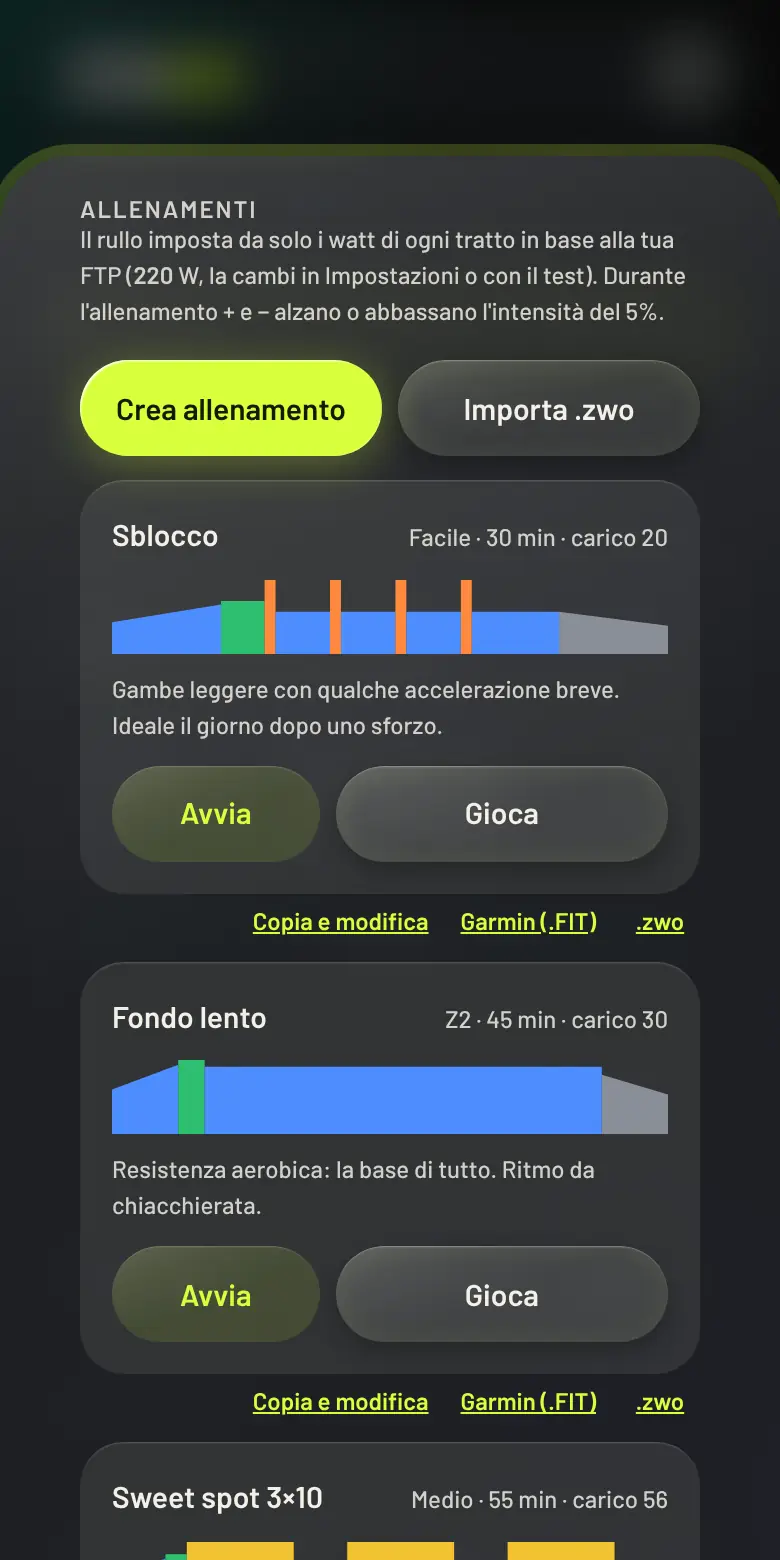 ALLENAMENTI
Il rullo imposta da solo i watt di ogni tratto in base alla tua
FTP (220 W, la cambi in Impostazioni o con il test). Durante
l'allenamento + e − alzano o abbassano l'intensità del 5%.
Crea allenamento
Importa .zwo
Sblocco
Facile · 30 min · carico 20
Gambe leggere con qualche accelerazione breve.
Ideale il giorno dopo uno sforzo.
Avvia
Gioca
Copia e modifica
Garmin (.FIT)
.zwo
Fondo lento
Z2 · 45 min · carico 30
Resistenza aerobica: la base di tutto. Ritmo da
chiacchierata.
Avvia
Gioca
Copia e modifica
Garmin (.FIT)
.zwo
Sweet spot 3×10
Medio · 55 min · carico 56